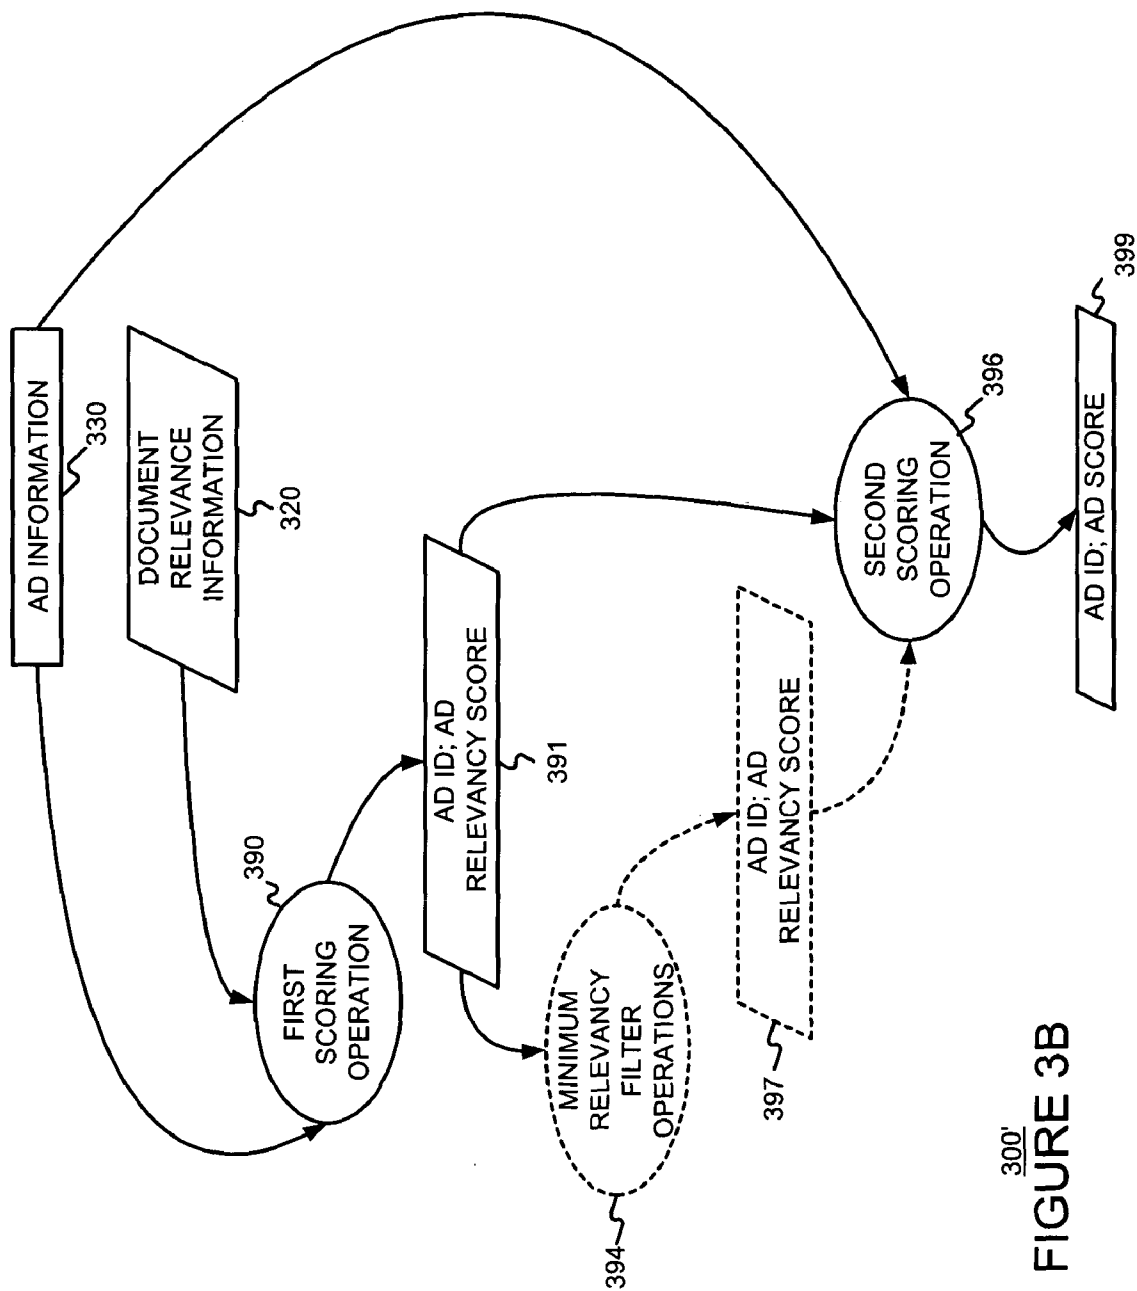 AD INFORMATION
330
DOCUMENT
RELEVANCE
INFORMATION
320
390
FIRST
SCORING
OPERATION
AD ID; AD
RELEVANCY SCORE
391
MINIMUM
RELEVANCY
FILTER
OPERATIONS
394
AD ID; AD
RELEVANCY SCORE
397
SECOND
SCORING
OPERATION
396
AD ID; AD SCORE
399
300'
FIGURE 3B